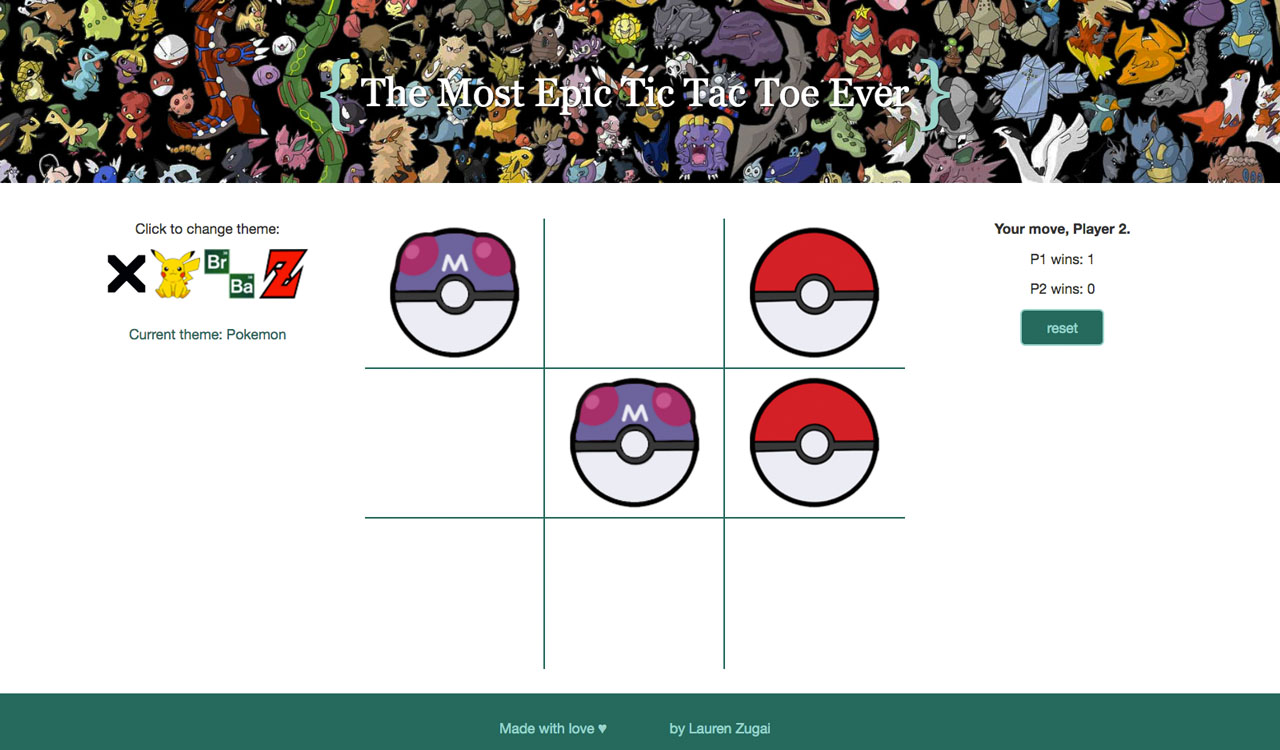 { The Most Epic Tic Tac Toe Ever }
Click to change theme:
Br
Ba
Z
Current theme: Pokemon
M
M
Your move, Player 2.
P1 wins: 1
P2 wins: 0
reset
Made with love ♥ by Lauren Zugai